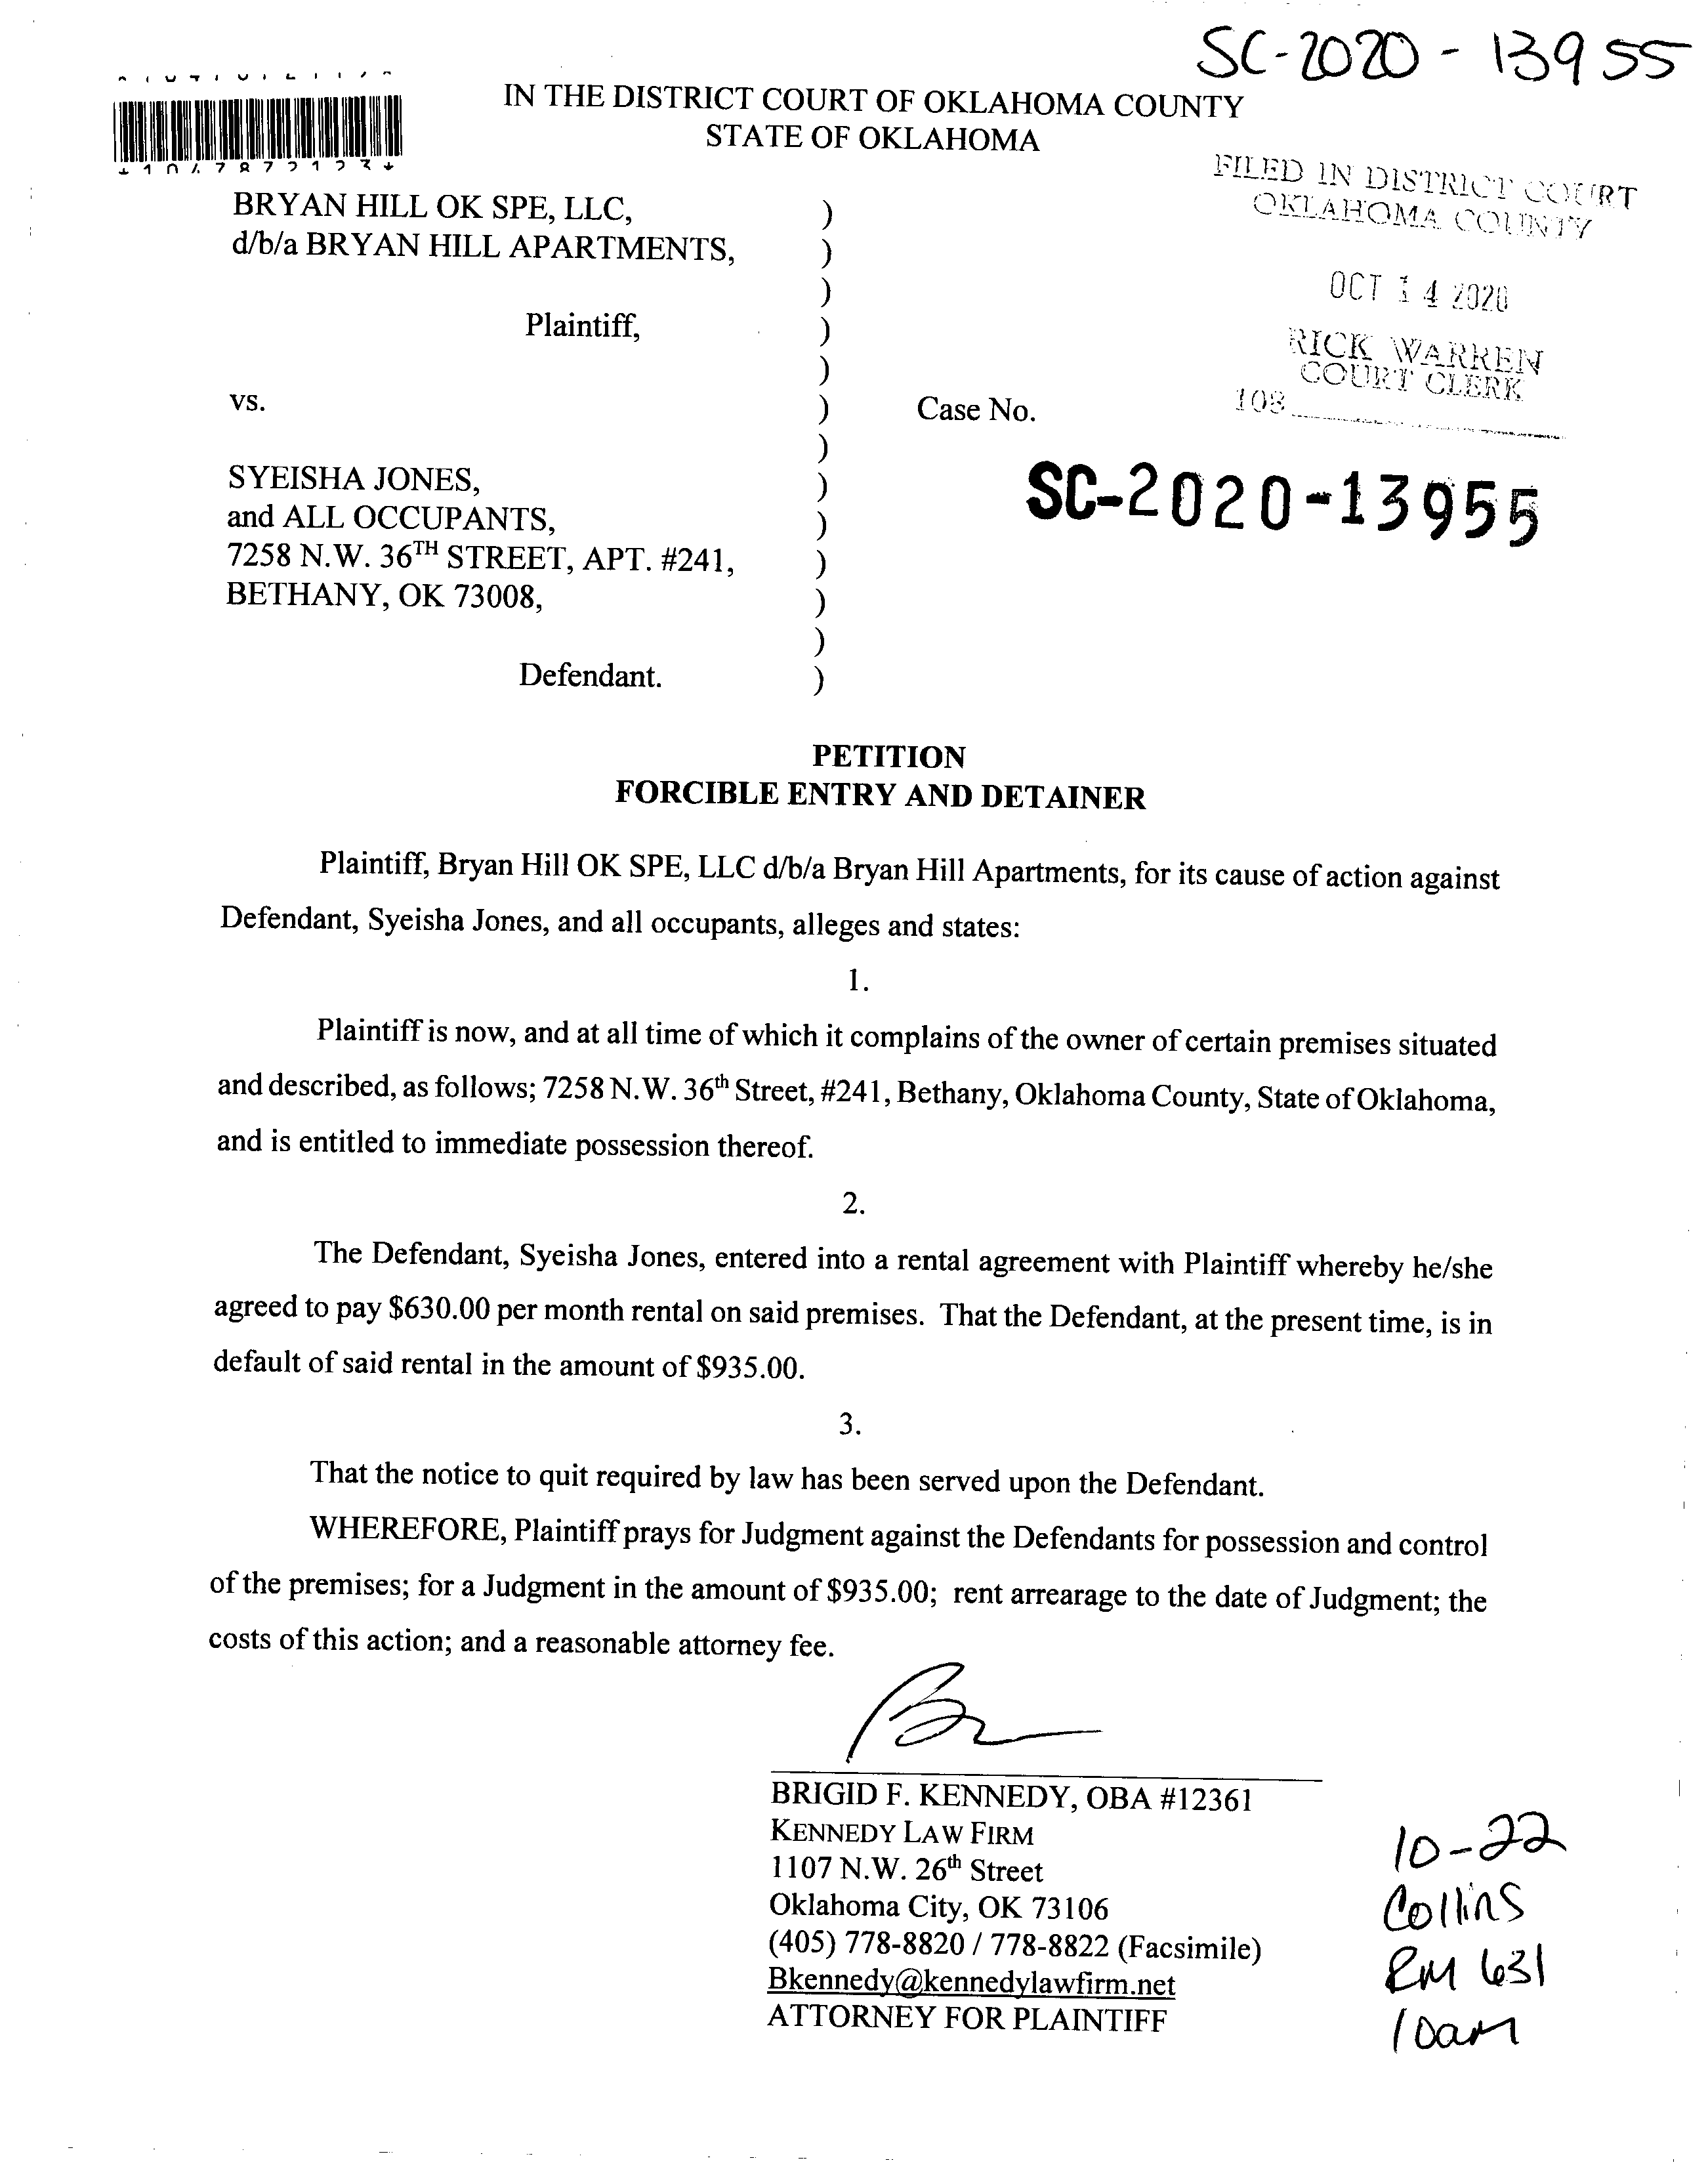 SC-2020-13955
IN THE DISTRICT COURT OF OKLAHOMA COUNTY
STATE OF OKLAHOMA
FILED IN DISTRICT COURT
OKLAHOMA COUNTY
OCT 14 2020
RICK WARREN
COURT CLERK
108
BRYAN HILL OK SPE, LLC, )
d/b/a BRYAN HILL APARTMENTS, )
)
Plaintiff, )
)
vs. ) Case No.
)
SYEISHA JONES, )
and ALL OCCUPANTS, )
7258 N.W. 36TH STREET, APT. #241, )
BETHANY, OK 73008, )
)
Defendant. )
SC-2020-13955
PETITION
FORCIBLE ENTRY AND DETAINER
Plaintiff, Bryan Hill OK SPE, LLC d/b/a Bryan Hill Apartments, for its cause of action against
Defendant, Syeisha Jones, and all occupants, alleges and states:
1.
Plaintiff is now, and at all time of which it complains of the owner of certain premises situated
and described, as follows; 7258 N.W. 36th Street, #241, Bethany, Oklahoma County, State of Oklahoma,
and is entitled to immediate possession thereof.
2.
The Defendant, Syeisha Jones, entered into a rental agreement with Plaintiff whereby he/she
agreed to pay $630.00 per month rental on said premises. That the Defendant, at the present time, is in
default of said rental in the amount of $935.00.
3.
That the notice to quit required by law has been served upon the Defendant.
WHEREFORE, Plaintiff prays for Judgment against the Defendants for possession and control
of the premises; for a Judgment in the amount of $935.00; rent arrearage to the date of Judgment; the
costs of this action; and a reasonable attorney fee.
BRIGID F. KENNEDY, OBA #12361
KENNEDY LAW FIRM
1107 N.W. 26th Street
Oklahoma City, OK 73106
(405) 778-8820 / 778-8822 (Facsimile)
Bkennedy@kennedylawfirm.net
ATTORNEY FOR PLAINTIFF
10-22
Collins
RM 631
10am